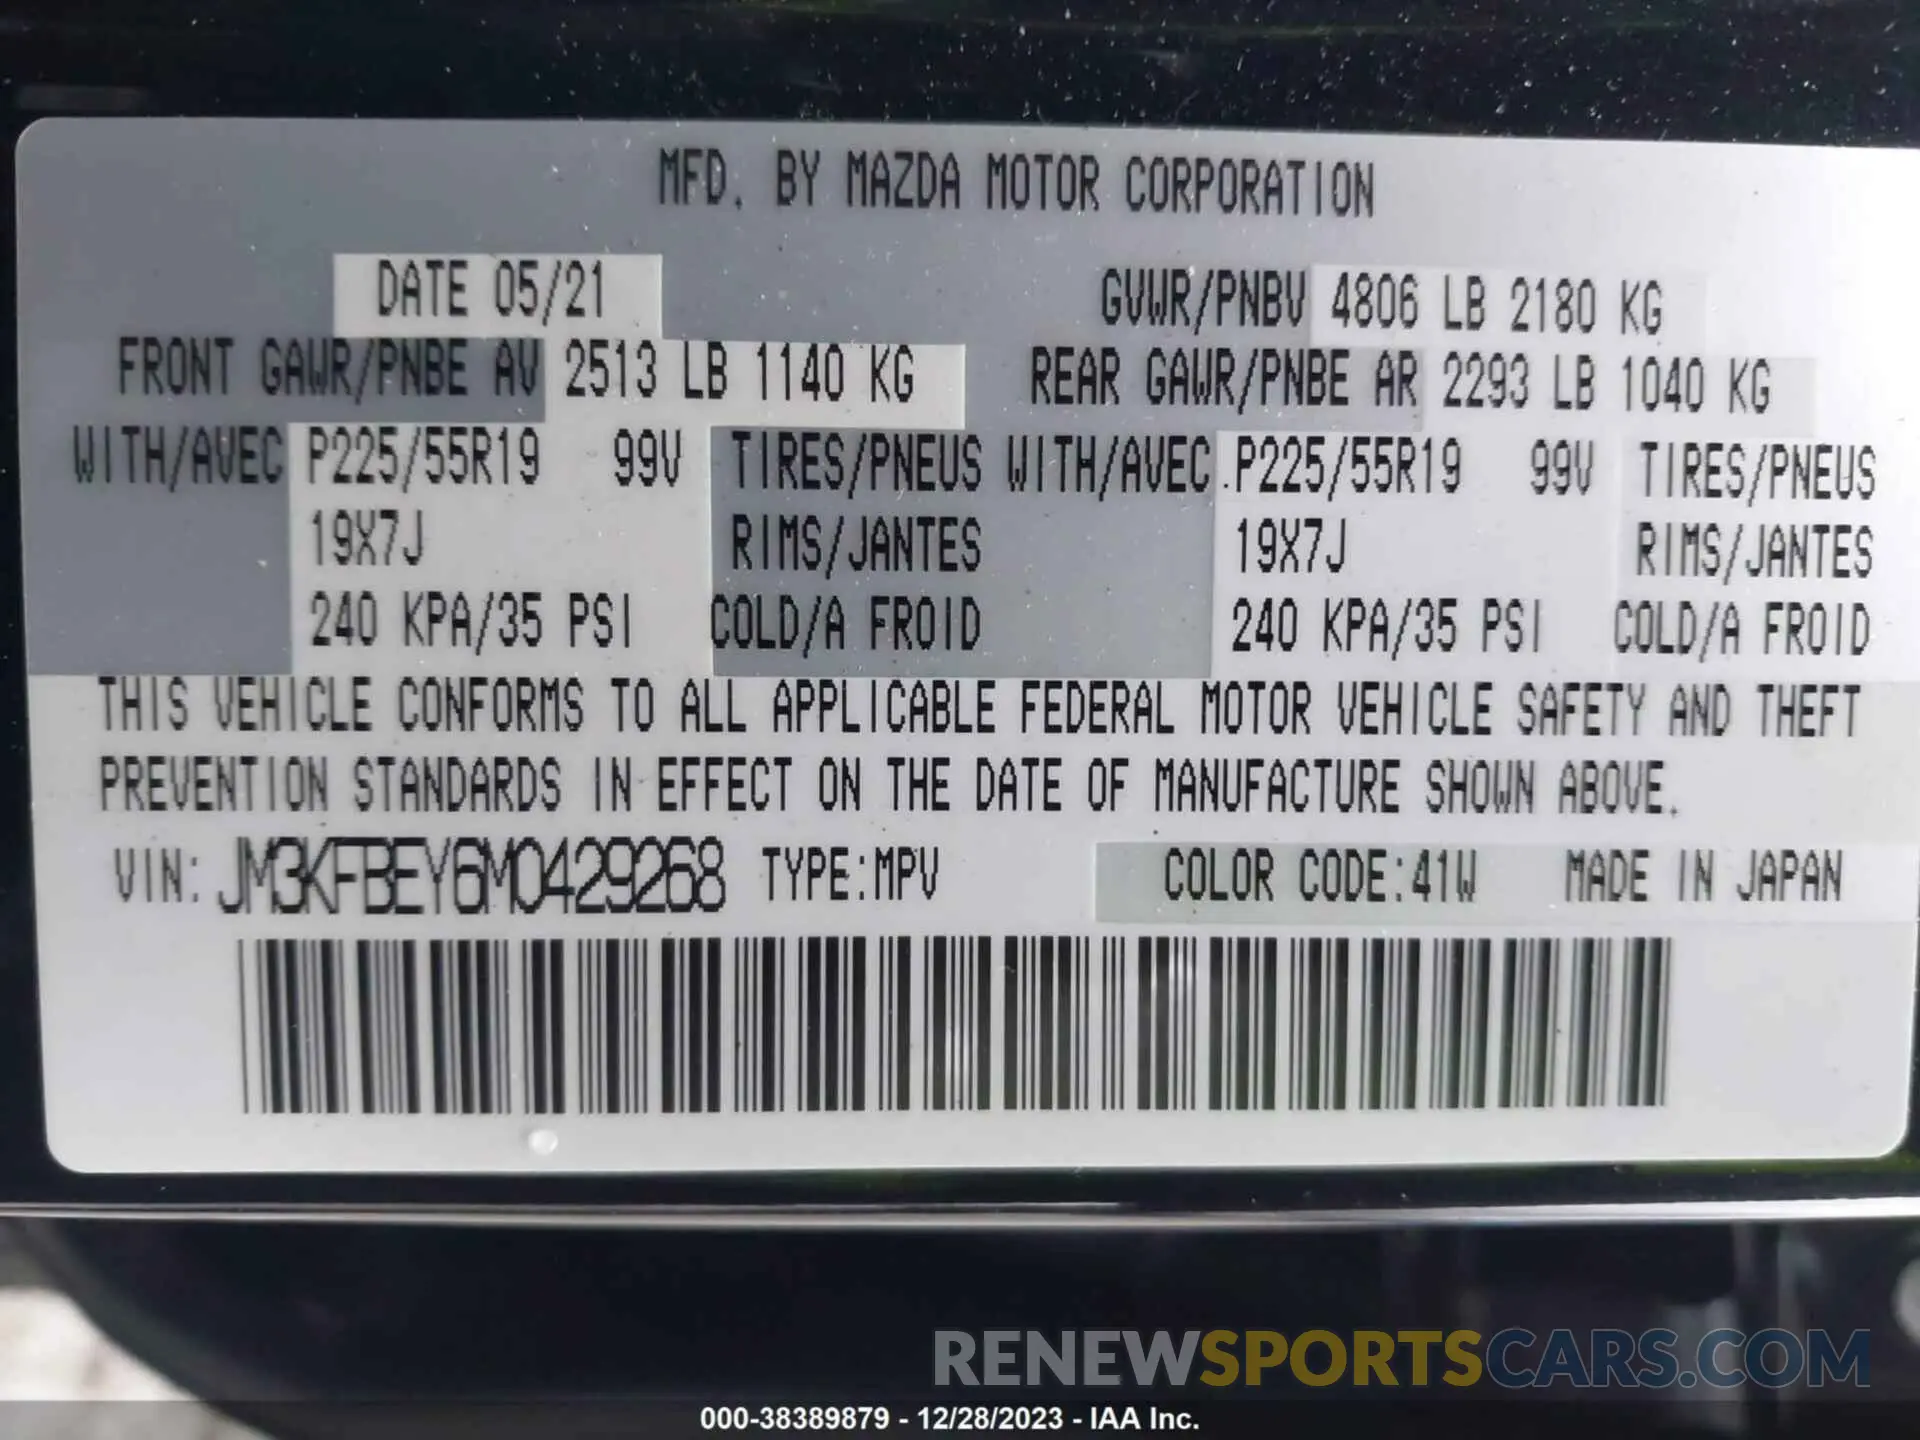 MFD. BY MAZDA MOTOR CORPORATION
DATE 05/21 GVWR/PNBV 4806 LB 2180 KG
FRONT GAWR/PNBE AV 2513 LB 1140 KG REAR GAWR/PNBE AR 2293 LB 1040 KG
WITH/AVEC P225/55R19 99V TIRES/PNEUS WITH/AVEC P225/55R19 99V TIRES/PNEUS
19X7J RIMS/JANTES 19X7J RIMS/JANTES
240 KPA/35 PSI COLD/A FROID 240 KPA/35 PSI COLD/A FROID
THIS VEHICLE CONFORMS TO ALL APPLICABLE FEDERAL MOTOR VEHICLE SAFETY AND THEFT
PREVENTION STANDARDS IN EFFECT ON THE DATE OF MANUFACTURE SHOWN ABOVE.
VIN: JM3KFBEY6M0429268 TYPE:MPV COLOR CODE:41W MADE IN JAPAN
RENEWSPORTSCARS.COM
000-38389879 - 12/28/2023 - IAA Inc.